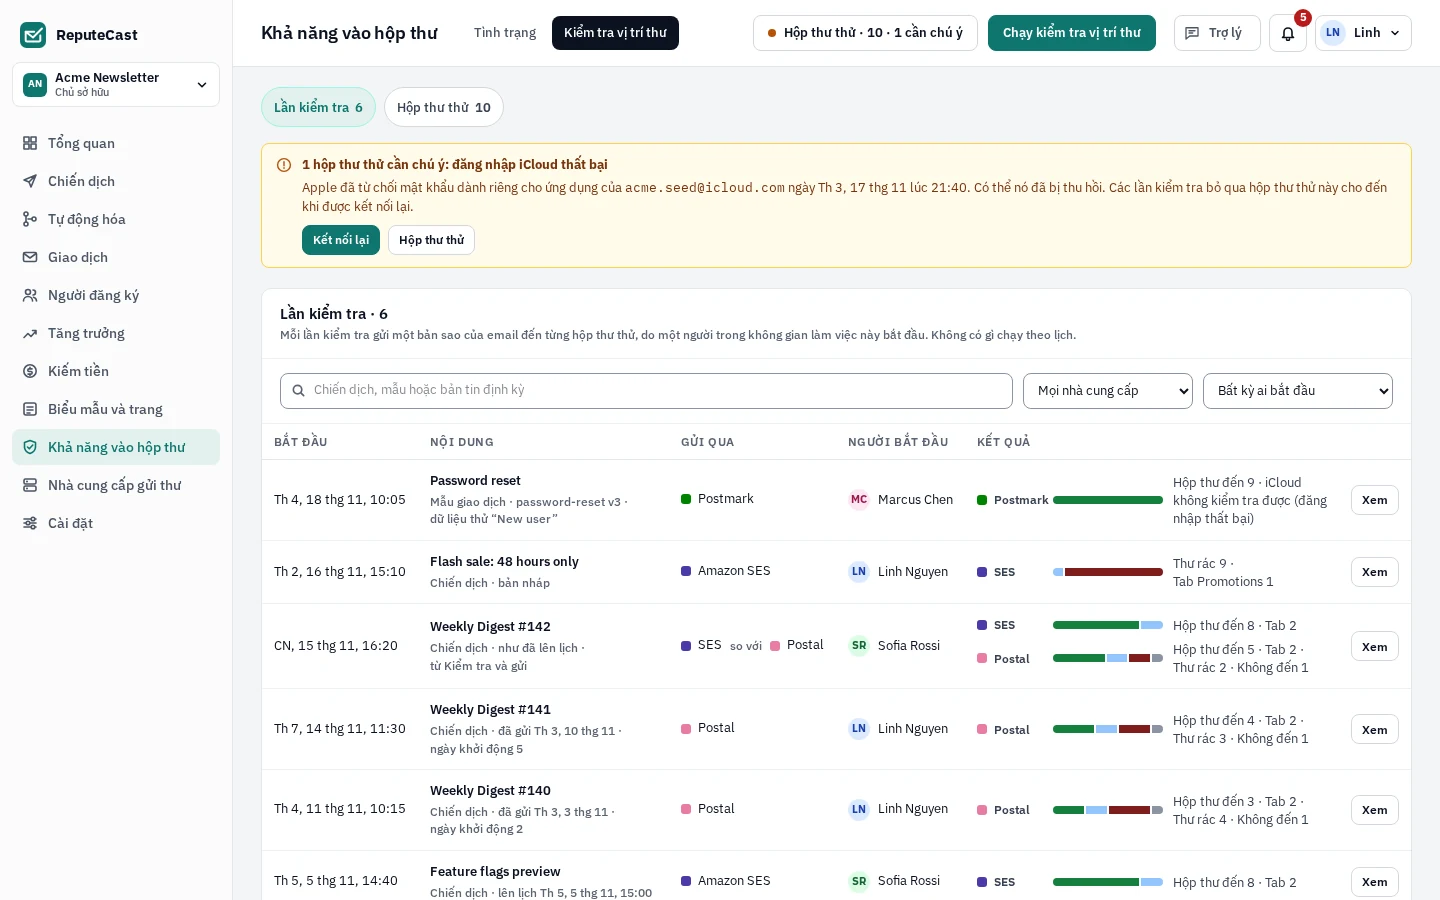 ReputeCast
AN
Acme Newsletter
Chủ sở hữu
Tổng quan
Chiến dịch
Tự động hóa
Giao dịch
Người đăng ký
Tăng trưởng
Kiếm tiền
Biểu mẫu và trang
Khả năng vào hộp thư
Nhà cung cấp gửi thư
Cài đặt
Khả năng vào hộp thư
Tình trạng
Kiểm tra vị trí thư
Hộp thư thử · 10 · 1 cần chú ý
Chạy kiểm tra vị trí thư
Trợ lý
5
LN
Linh
Lần kiểm tra 6
Hộp thư thử 10
1 hộp thư thử cần chú ý: đăng nhập iCloud thất bại
Apple đã từ chối mật khẩu dành riêng cho ứng dụng của acme.seed@icloud.com ngày Th 3, 17 thg 11 lúc 21:40. Có thể nó đã bị thu hồi. Các lần kiểm tra bỏ qua hộp thư thử này cho đến
khi được kết nối lại.
Kết nối lại
Hộp thư thử
Lần kiểm tra · 6
Mỗi lần kiểm tra gửi một bản sao của email đến từng hộp thư thử, do một người trong không gian làm việc này bắt đầu. Không có gì chạy theo lịch.
Chiến dịch, mẫu hoặc bản tin định kỳ
Mọi nhà cung cấp
Bất kỳ ai bắt đầu
BẮT ĐẦU
NỘI DUNG
GỬI QUA
NGƯỜI BẮT ĐẦU
KẾT QUẢ
Th 4, 18 thg 11, 10:05
Password reset
Mẫu giao dịch · password-reset v3 ·
dữ liệu thử “New user”
Postmark
MC
Marcus Chen
Postmark
Hộp thư đến 9 · iCloud
không kiểm tra được (đăng
nhập thất bại)
Xem
Th 2, 16 thg 11, 15:10
Flash sale: 48 hours only
Chiến dịch · bản nháp
Amazon SES
LN
Linh Nguyen
SES
Thư rác 9 ·
Tab Promotions 1
Xem
CN, 15 thg 11, 16:20
Weekly Digest #142
Chiến dịch · như đã lên lịch ·
từ Kiểm tra và gửi
SES so với Postal
SR
Sofia Rossi
SES
Hộp thư đến 8 · Tab 2
Postal
Hộp thư đến 5 · Tab 2 ·
Thư rác 2 · Không đến 1
Xem
Th 7, 14 thg 11, 11:30
Weekly Digest #141
Chiến dịch · đã gửi Th 3, 10 thg 11 ·
ngày khởi động 5
Postal
LN
Linh Nguyen
Postal
Hộp thư đến 4 · Tab 2 ·
Thư rác 3 · Không đến 1
Xem
Th 4, 11 thg 11, 10:15
Weekly Digest #140
Chiến dịch · đã gửi Th 3, 3 thg 11 ·
ngày khởi động 2
Postal
LN
Linh Nguyen
Postal
Hộp thư đến 3 · Tab 2 ·
Thư rác 4 · Không đến 1
Xem
Th 5, 5 thg 11, 14:40
Feature flags preview
Chiến dịch · lên lịch Th 5, 5 thg 11, 15:00
Amazon SES
SR
Sofia Rossi
SES
Hộp thư đến 8 · Tab 2
Xem